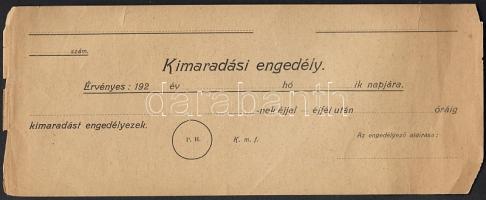 szám.
Kimaradási engedély.
Érvényes: 192 év hó ik napjára.
-nek éjjel éjfél után óráig
kimaradást engedélyezek.
P. H. K. m. f. Az engedélyező aláírása:
darabanth